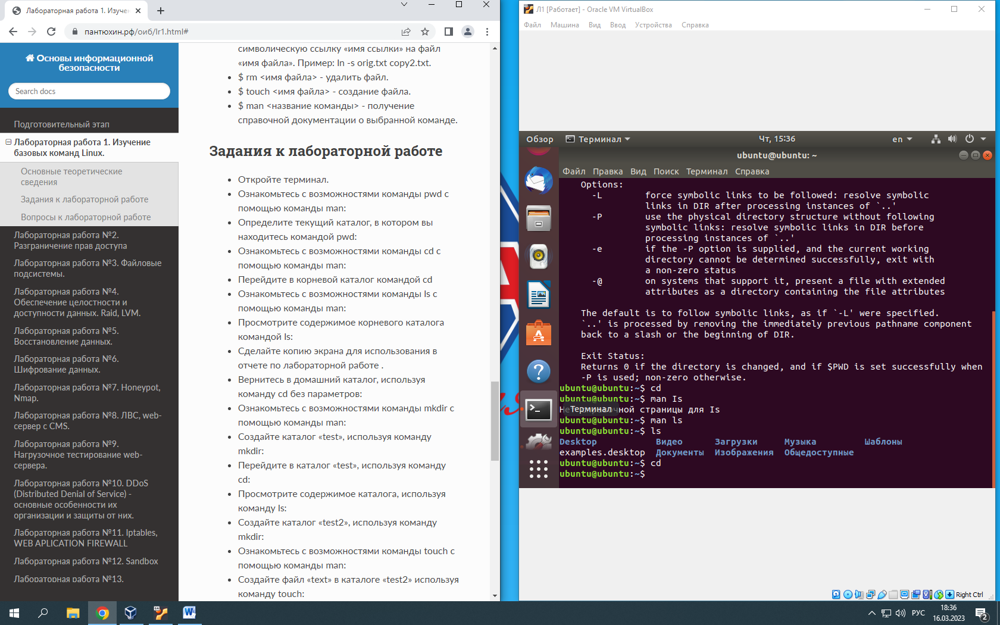 Лабораторная работа 1. Изучен
пантюхин.рф/оиб/lr1.html#
Основы информационной
безопасности
Search docs
Подготовительный этап
Лабораторная работа 1. Изучение
базовых команд Linux.
Основные теоретические
сведения
Задания к лабораторной работе
Вопросы к лабораторной работе
Лабораторная работа №2.
Разграничение прав доступа
Лабораторная работа №3. Файловые
подсистемы.
Лабораторная работа №4.
Обеспечение целостности и
доступности данных. Raid, LVM.
Лабораторная работа №5.
Восстановление данных.
Лабораторная работа №6.
Шифрование данных.
Лабораторная работа №7. Honeypot,
Nmap.
Лабораторная работа №8. ЛВС, web-
сервер с CMS.
Лабораторная работа №9.
Нагрузочное тестирование web-
сервера.
Лабораторная работа №10. DDoS
(Distributed Denial of Service) -
основные особенности их
организации и защиты от них.
Лабораторная работа №11. Iptables,
WEB APLICATION FIREWALL
Лабораторная работа №12. Sandbox
Лабораторная работа №13.
символическую ссылку «имя ссылки» на файл
«имя файла». Пример: ln -s orig.txt copy2.txt.
• $ rm <имя файла> - удалить файл.
• $ touch <имя файла> - создание файла.
• $ man <название команды> - получение
справочной документации о выбранной команде.
Задания к лабораторной работе
• Откройте терминал.
• Ознакомьтесь с возможностями команды pwd с
помощью команды man:
• Определите текущий каталог, в котором вы
находитесь командой pwd:
• Ознакомьтесь с возможностями команды cd с
помощью команды man:
• Перейдите в корневой каталог командой cd
• Ознакомьтесь с возможностями команды ls с
помощью команды man:
• Просмотрите содержимое корневого каталога
командой ls:
• Сделайте копию экрана для использования в
отчете по лабораторной работе .
• Вернитесь в домашний каталог, используя
команду cd без параметров:
• Ознакомьтесь с возможностями команды mkdir с
помощью команды man:
• Создайте каталог «test», используя команду
mkdir:
• Перейдите в каталог «test», используя команду
cd:
• Просмотрите содержимое каталога, используя
команду ls:
• Создайте каталог «test2», используя команду
mkdir:
• Ознакомьтесь с возможностями команды touch с
помощью команды man:
• Создайте файл «text» в каталоге «test2» используя
команду touch:
Л1 [Работает] - Oracle VM VirtualBox
Файл Машина Вид Ввод Устройства Справка
Обзор Терминал Чт, 15:36 en
ubuntu@ubuntu: ~
Файл Правка Вид Поиск Терминал Справка
Options:
-L force symbolic links to be followed: resolve symbolic
links in DIR after processing instances of `..'
-P use the physical directory structure without following
symbolic links: resolve symbolic links in DIR before
processing instances of `..'
-e if the -P option is supplied, and the current working
directory cannot be determined successfully, exit with
a non-zero status
-@ on systems that support it, present a file with extended
attributes as a directory containing the file attributes
The default is to follow symbolic links, as if `-L' were specified.
`..' is processed by removing the immediately previous pathname component
back to a slash or the beginning of DIR.
Exit Status:
Returns 0 if the directory is changed, and if $PWD is set successfully when
-P is used; non-zero otherwise.
ubuntu@ubuntu:~$ cd
ubuntu@ubuntu:~$ man Is
Терминал
страницы для Is
ubuntu@ubuntu:~$ man ls
ubuntu@ubuntu:~$ ls
Desktop Видео Загрузки Музыка Шаблоны
examples.desktop Документы Изображения Общедоступные
ubuntu@ubuntu:~$ cd
ubuntu@ubuntu:~$
Right Ctrl
РУС
18:36
16.03.2023
2